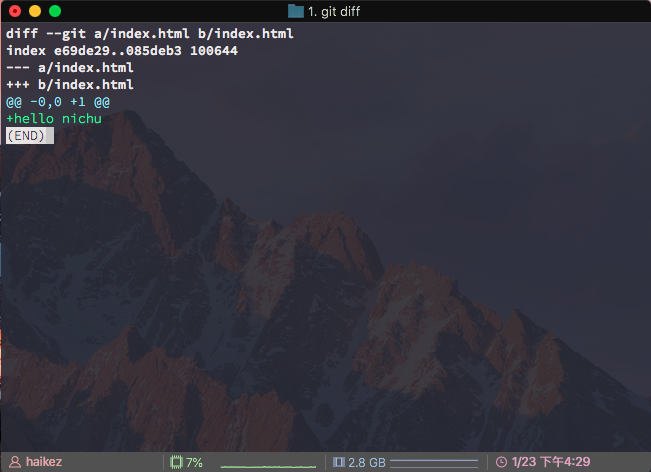 1. git diff
diff --git a/index.html b/index.html
index e69de29..085deb3 100644
--- a/index.html
+++ b/index.html
@@ -0,0 +1 @@
+hello nichu
(END)
haikez
7%
2.8 GB
1/23 下午4:29